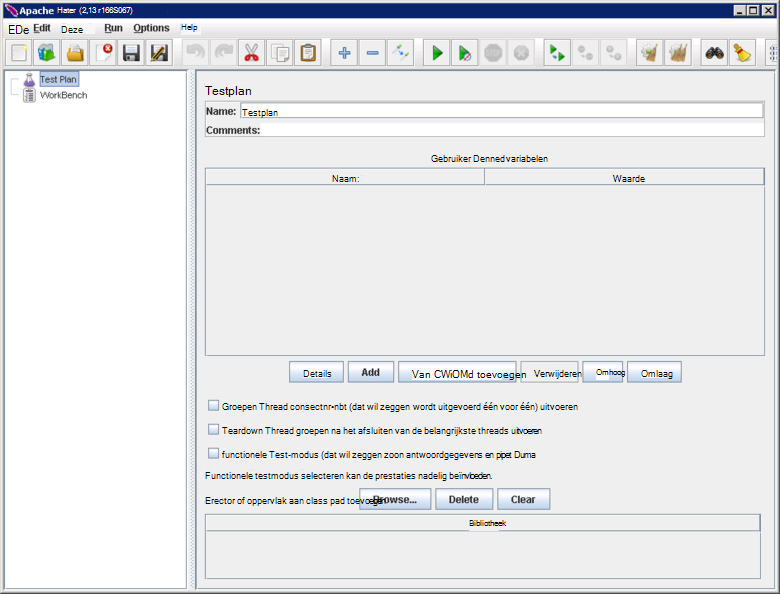 Apache Hater (2,13 r166S067)
EDe Edit Deze Run Options Help
Test Plan
WorkBench
Testplan
Name: Testplan
Comments:
Gebruiker Dennedvariabelen
Naam: Waarde
Details Add Van CWiOMd toevoegen Verwijderen Omhoog Omlaag
Groepen Thread consectnr•nbt (dat wil zeggen wordt uitgevoerd één voor één) uitvoeren
Teardown Thread groepen na het afsluiten van de belangrijkste threads uitvoeren
functionele Test-modus (dat wil zeggen zoon antwoordgegevens en pipet Duma
Functionele testmodus selecteren kan de prestaties nadelig beïnvloeden.
Erector of oppervlak aan class pad toevoegen Browse... Delete Clear
Bibliotheek